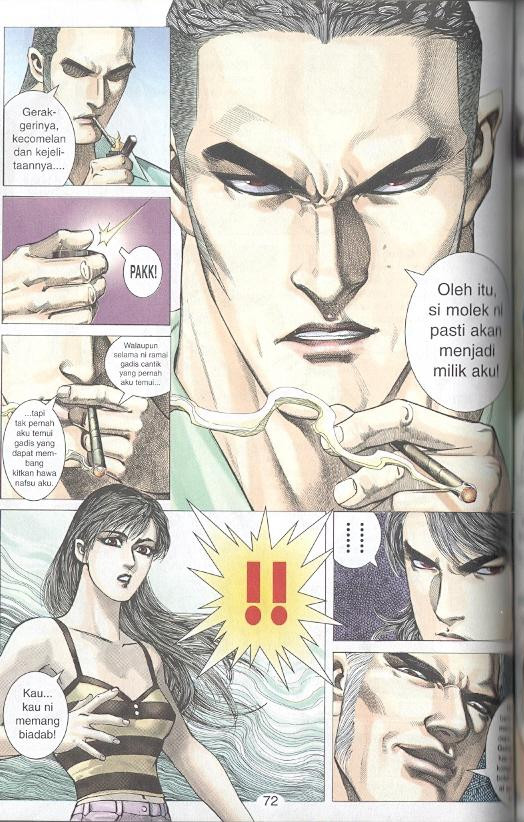 Gerak-
gerinya,
kecomelan
dan kejeli-
taannya....
PAKK!
Walaupun
selama ni ramai
gadis cantik
yang pernah
aku temui...
...tapi
tak pernah
aku temui
gadis yang
dapat mem-
bang
kitkan hawa
nafsu aku.
Oleh itu,
si molek ni
pasti akan
menjadi
milik aku!
!!
Kau...
kau ni
memang
biadab!
72